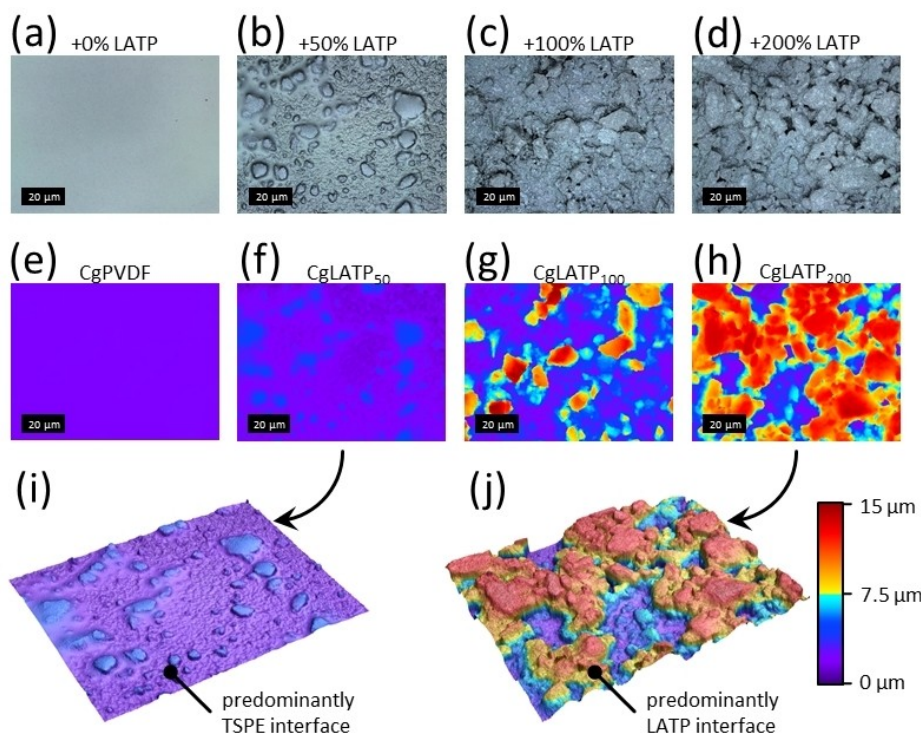 (a) +0% LATP
(b) +50% LATP
(c) +100% LATP
(d) +200% LATP
20 µm
20 µm
20 µm
20 µm
(e) CgPVDF
(f) CgLATP₅₀
(g) CgLATP₁₀₀
(h) CgLATP₂₀₀
20 µm
20 µm
20 µm
20 µm
(i)
(j)
15 µm
7.5 µm
0 µm
predominantly
TSPE interface
predominantly
LATP interface